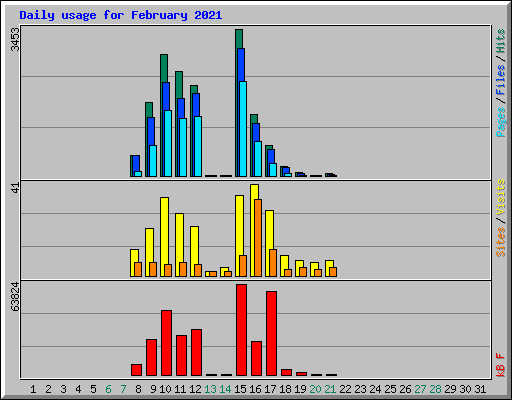 Daily usage for February 2021
3453
41
63824
Pages/Files/Hits
Sites/Visits
kB F
1 2 3 4 5 6 7 8 9 10 11 12 13 14 15 16 17 18 19 20 21 22 23 24 25 26 27 28 29 30 31